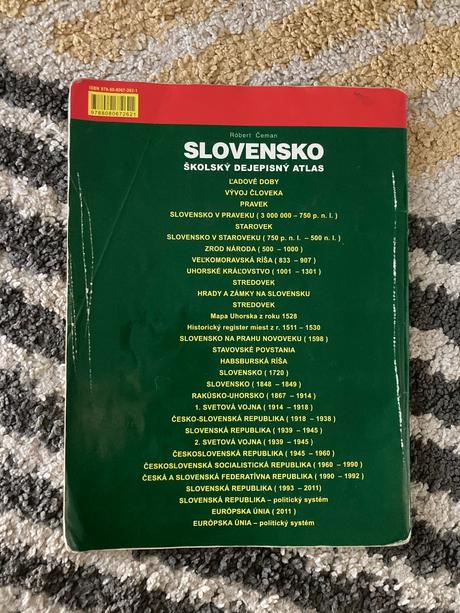 ISBN 978-80-8067-262-1
9788080672621
Róbert Čeman
SLOVENSKO
ŠKOLSKÝ DEJEPISNÝ ATLAS
ĽADOVÉ DOBY
VÝVOJ ČLOVEKA
PRAVEK
SLOVENSKO V PRAVEKU ( 3 000 000 – 750 p. n. l. )
STAROVEK
SLOVENSKO V STAROVEKU ( 750 p. n. l. – 500 n. l. )
ZROD NÁRODA ( 500 – 1000 )
VEĽKOMORAVSKÁ RÍŠA ( 833 – 907 )
UHORSKÉ KRÁĽOVSTVO ( 1001 – 1301 )
STREDOVEK
HRADY A ZÁMKY NA SLOVENSKU
STREDOVEK
Mapa Uhorska z roku 1528
Historický register miest z r. 1511 – 1530
SLOVENSKO NA PRAHU NOVOVEKU ( 1598 )
STAVOVSKÉ POVSTANIA
HABSBURSKÁ RÍŠA
SLOVENSKO ( 1720 )
SLOVENSKO ( 1848 – 1849 )
RAKÚSKO-UHORSKO ( 1867 – 1914 )
1. SVETOVÁ VOJNA ( 1914 – 1918 )
ČESKO-SLOVENSKÁ REPUBLIKA ( 1918 – 1938 )
SLOVENSKÁ REPUBLIKA ( 1939 – 1945 )
2. SVETOVÁ VOJNA ( 1939 – 1945 )
ČESKOSLOVENSKÁ REPUBLIKA ( 1945 – 1960 )
ČESKOSLOVENSKÁ SOCIALISTICKÁ REPUBLIKA ( 1960 – 1990 )
ČESKÁ A SLOVENSKÁ FEDERATÍVNA REPUBLIKA ( 1990 – 1992 )
SLOVENSKÁ REPUBLIKA ( 1993 – 2011)
SLOVENSKÁ REPUBLIKA – politický systém
EURÓPSKA ÚNIA ( 2011 )
EURÓPSKA ÚNIA – politický systém